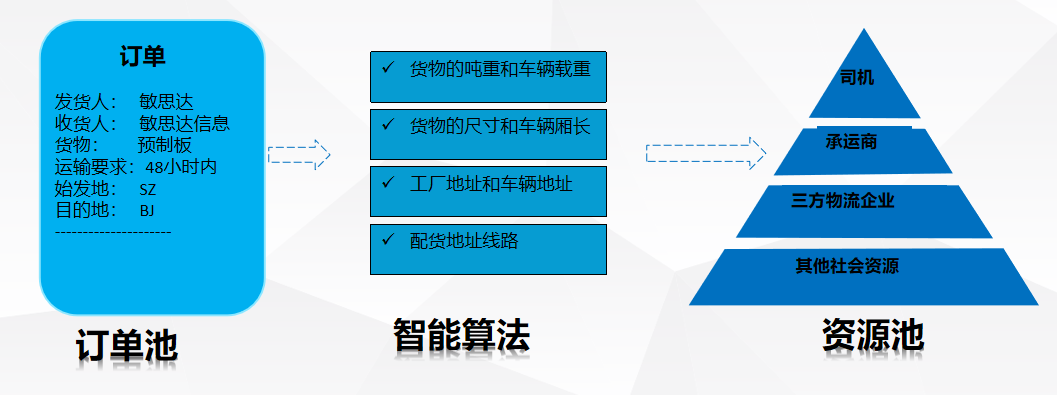 订单
发货人： 敏思达
收货人： 敏思达信息
货物： 预制板
运输要求：48小时内
始发地： SZ
目的地： BJ
---------------------
订单池
✓ 货物的吨重和车辆载重
✓ 货物的尺寸和车辆厢长
✓ 工厂地址和车辆地址
✓ 配货地址线路
智能算法
司机
承运商
三方物流企业
其他社会资源
资源池